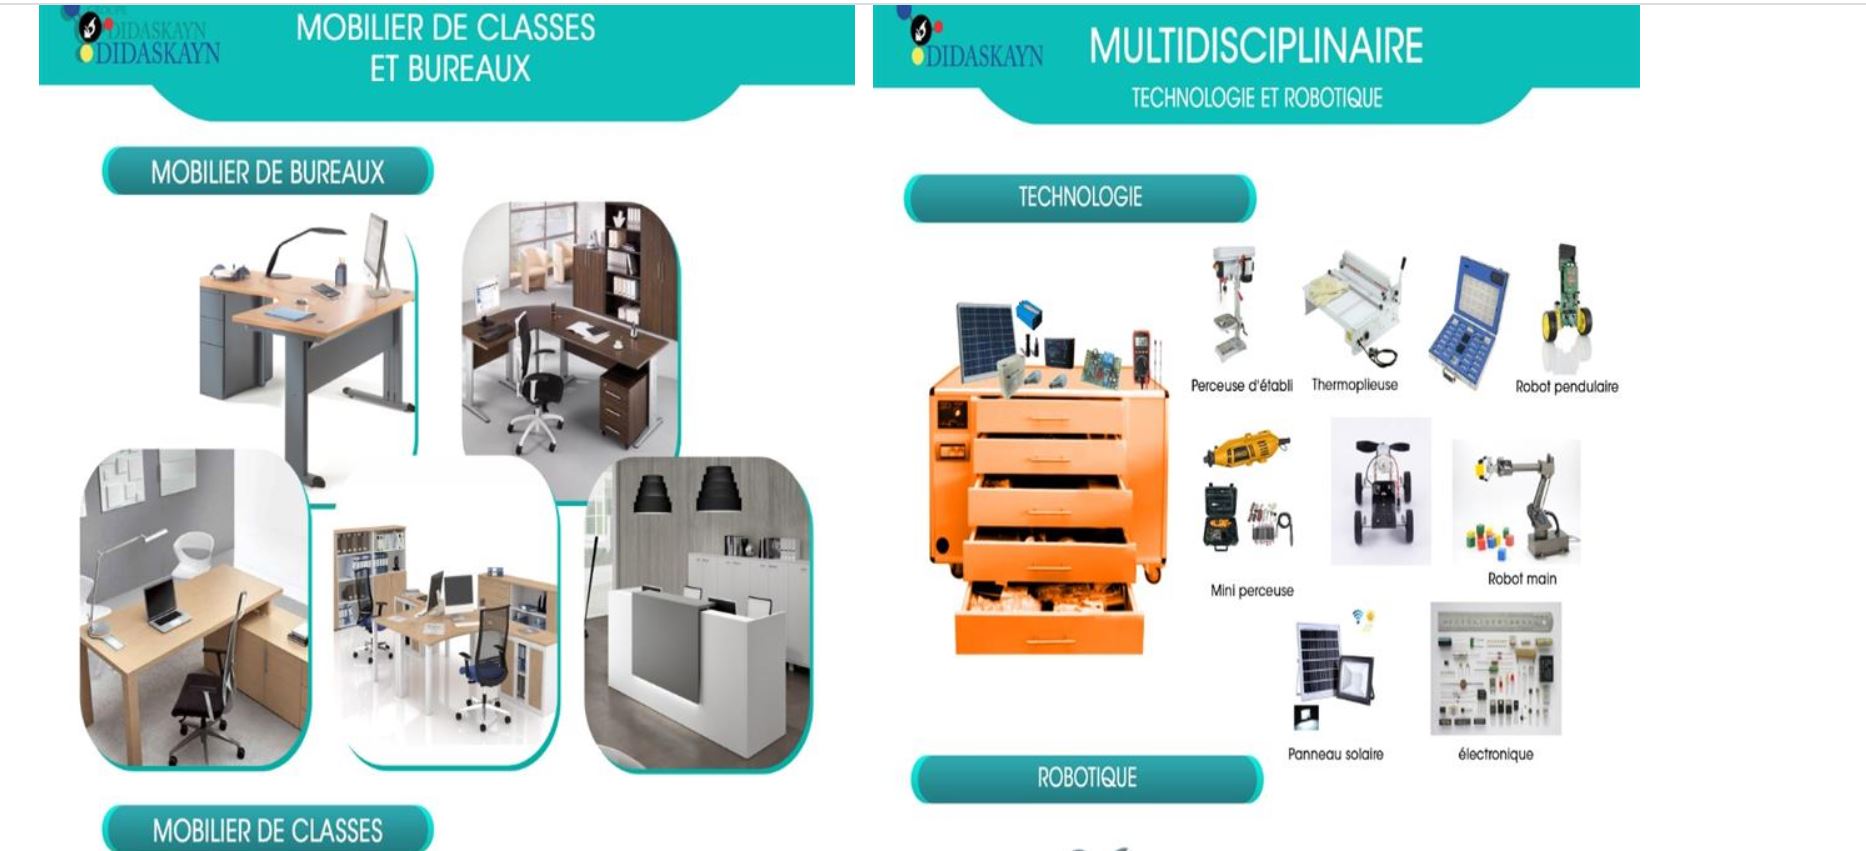 DIDASKAYN
DIDASKAYN
MOBILIER DE CLASSES
ET BUREAUX
MOBILIER DE BUREAUX
MOBILIER DE CLASSES
DIDASKAYN
MULTIDISCIPLINAIRE
TECHNOLOGIE ET ROBOTIQUE
TECHNOLOGIE
Perceuse d'établi
Thermoplieuse
Robot pendulaire
Mini perceuse
Robot main
Panneau solaire
électronique
ROBOTIQUE